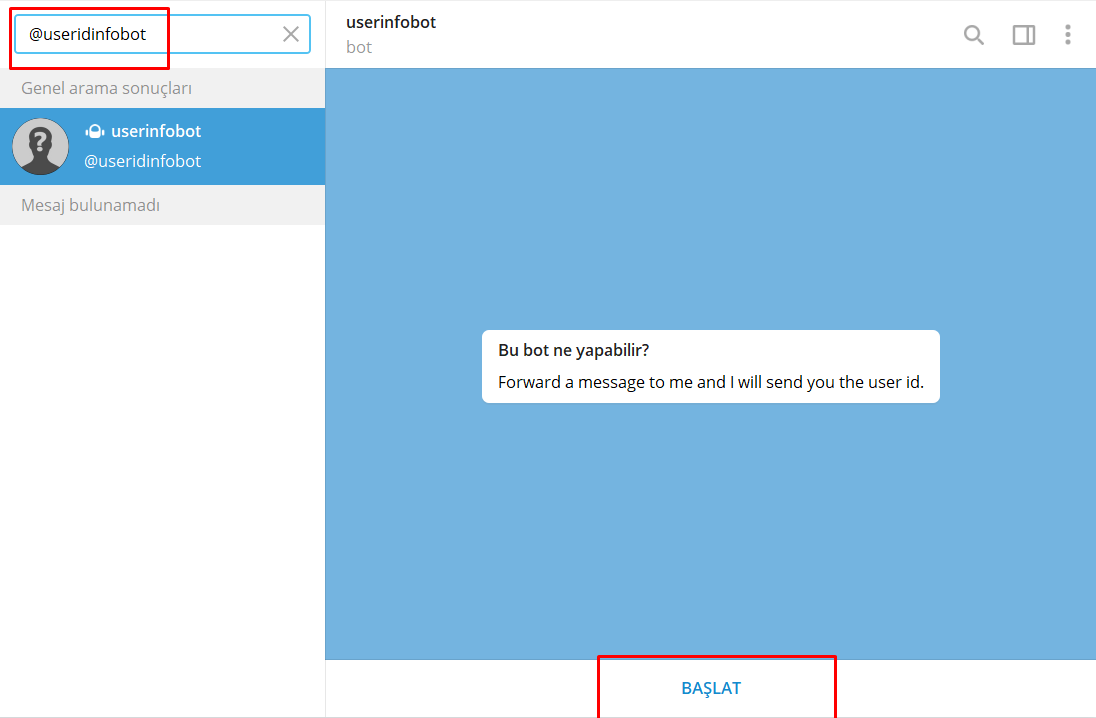 @useridinfobot
Genel arama sonuçları
userinfobot
@useridinfobot
Mesaj bulunamadı
userinfobot
bot
Bu bot ne yapabilir?
Forward a message to me and I will send you the user id.
BAŞLAT